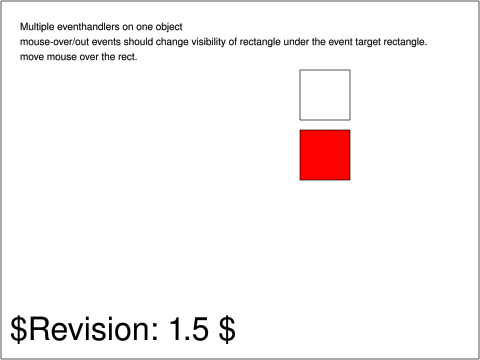 Multiple eventhandlers on one object
mouse-over/out events should change visibility of rectangle under the event target rectangle.
move mouse over the rect.
$Revision: 1.5 $